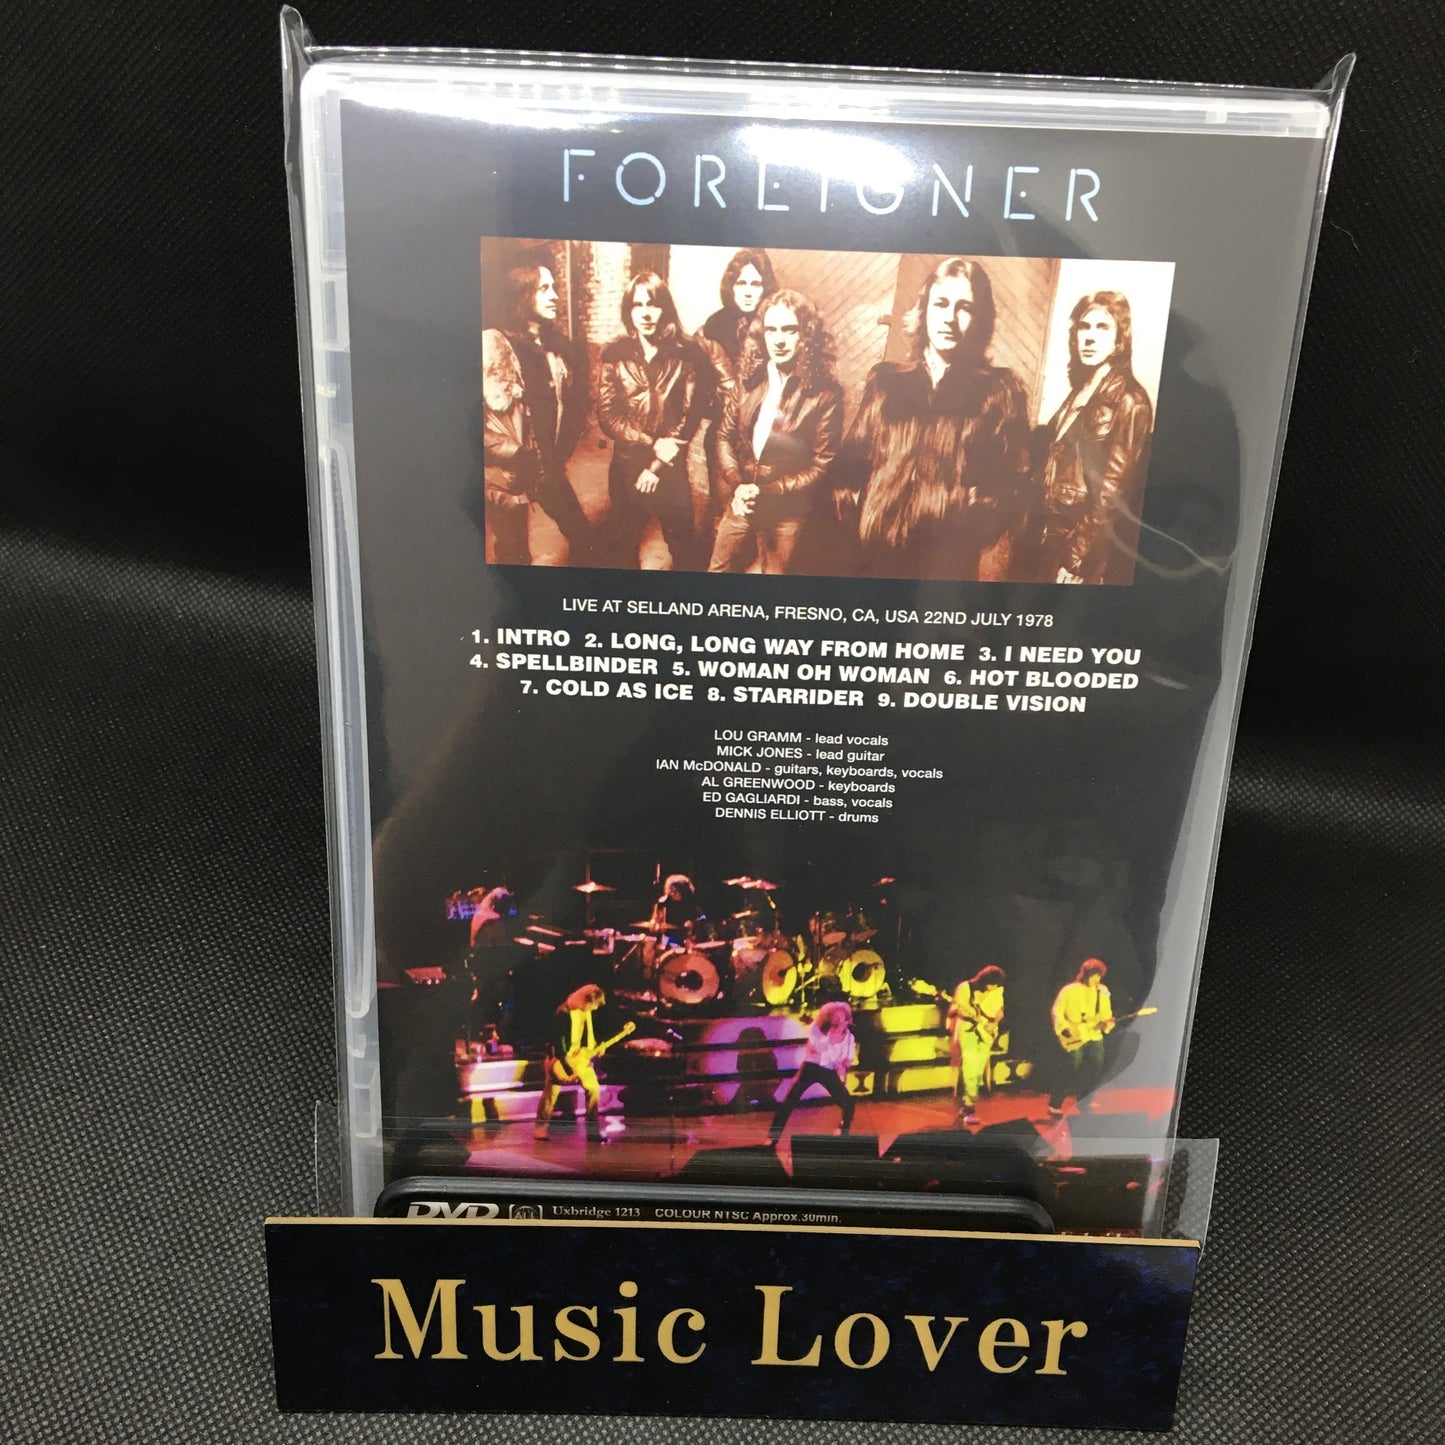 FOREIGNER
LIVE AT SELLAND ARENA, FRESNO, CA, USA 22ND JULY 1978
1. INTRO 2. LONG, LONG WAY FROM HOME 3. I NEED YOU
4. SPELLBINDER 5. WOMAN OH WOMAN 6. HOT BLOODED
7. COLD AS ICE 8. STARRIDER 9. DOUBLE VISION
LOU GRAMM - lead vocals
MICK JONES - lead guitar
IAN McDONALD - guitars, keyboards, vocals
AL GREENWOOD - keyboards
ED GAGLIARDI - bass, vocals
DENNIS ELLIOTT - drums
DVD ALL Uxbridge 1213 COLOUR NTSC Approx.30min.
Music Lover